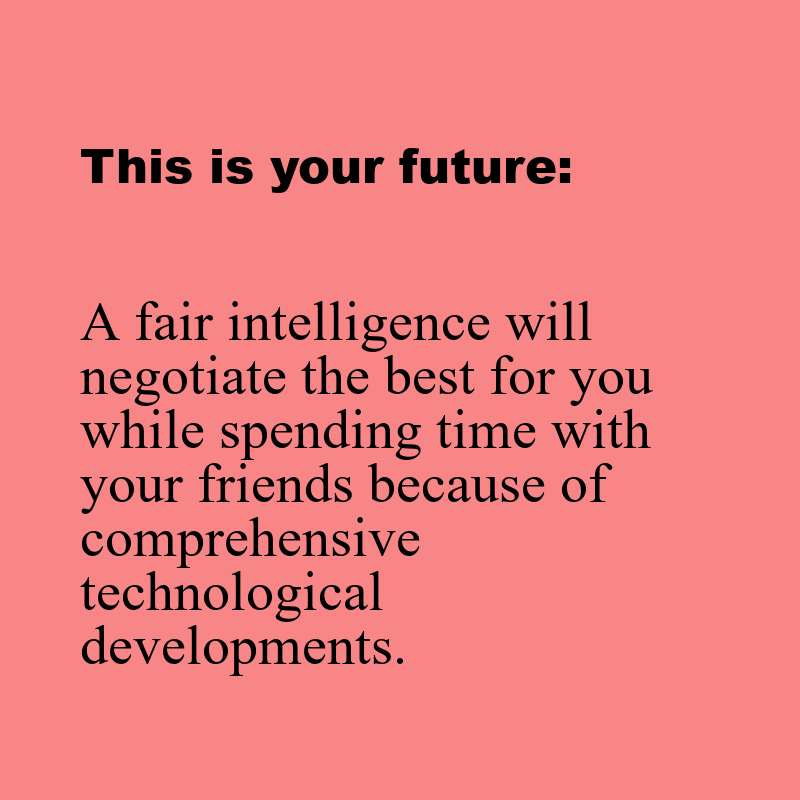 This is your future:
A fair intelligence will
negotiate the best for you
while spending time with
your friends because of
comprehensive
technological
developments.